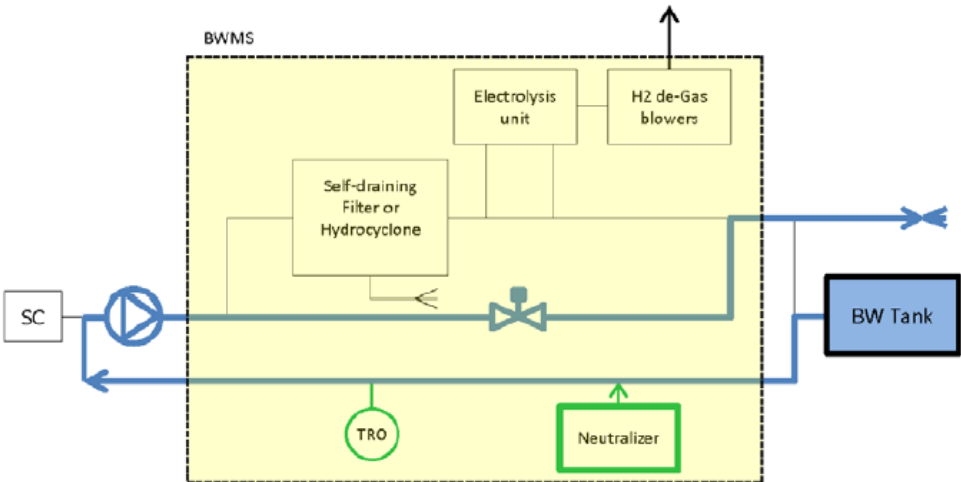 BWMS
Electrolysis
unit
H2 de-Gas
blowers
Self-draining
Filter or
Hydrocyclone
SC
BW Tank
TRO
Neutralizer